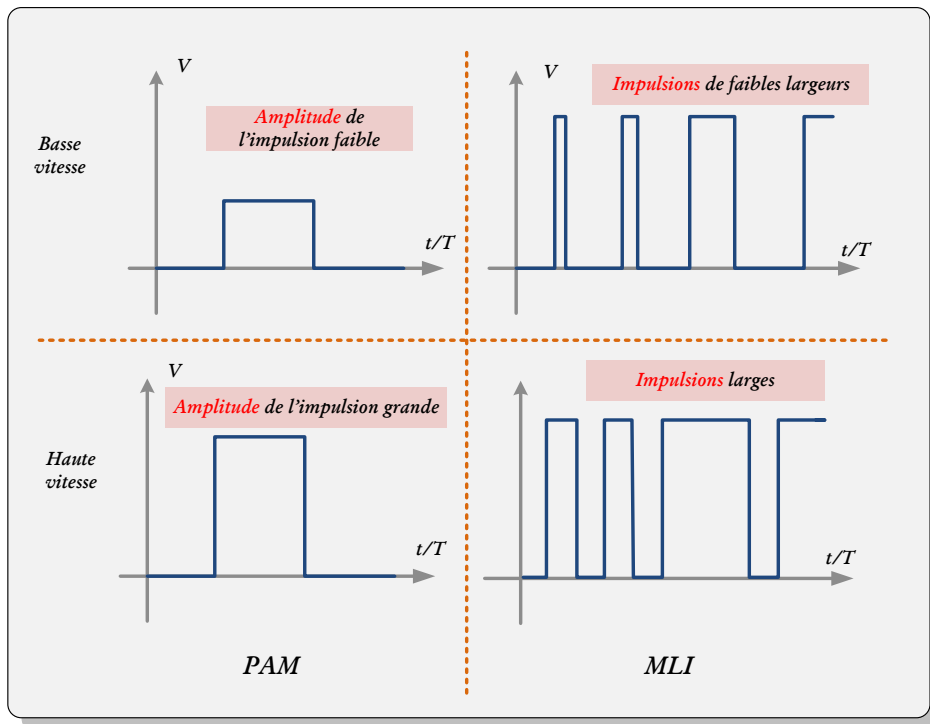 V
Amplitude de
l'impulsion faible
Basse
vitesse
t/T
V
Impulsions de faibles largeurs
t/T
V
Amplitude de l'impulsion grande
Haute
vitesse
t/T
Impulsions larges
t/T
PAM
MLI